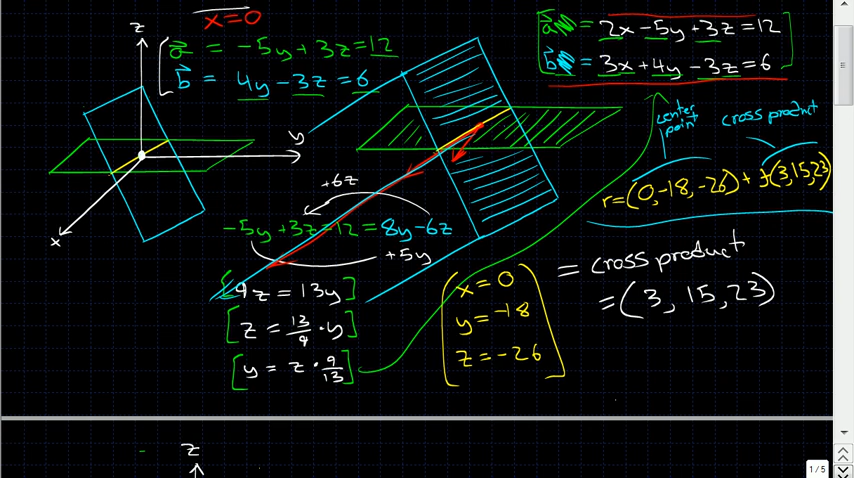 x=0
z
a = -5y+3z=12
b = 4y-3z=6
a = 2x-5y+3z=12
b = 3x+4y-3z=6
y
x
center point
cross product
r=(0,-18,-26)+t(3,15,23)
+6z
-5y+3z-12=8y-6z
+5y
[9z=13y]
[z=13/9·y]
[y=z·9/13]
x=0
y=-18
z=-26
= cross product
=(3, 15, 23)
z
1/5